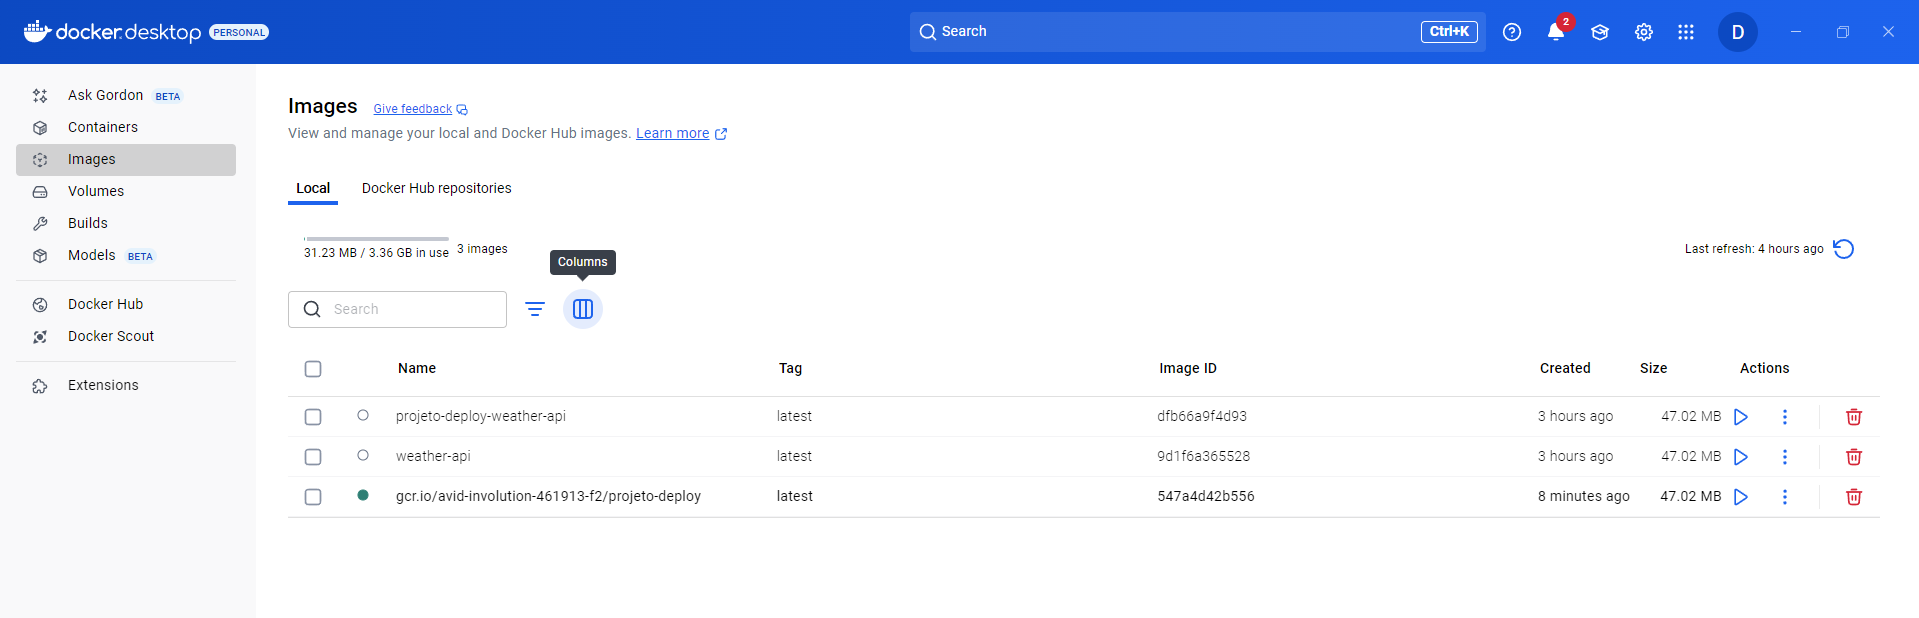 docker.desktop PERSONAL
Search
Ctrl+K
2
D
Ask Gordon BETA
Containers
Images
Volumes
Builds
Models BETA
Docker Hub
Docker Scout
Extensions
Images Give feedback
View and manage your local and Docker Hub images. Learn more
Local Docker Hub repositories
31.23 MB / 3.36 GB in use 3 images
Last refresh: 4 hours ago
Columns
Search
Name Tag Image ID Created Size Actions
projeto-deploy-weather-api latest dfb66a9f4d93 3 hours ago 47.02 MB
weather-api latest 9d1f6a365528 3 hours ago 47.02 MB
gcr.io/avid-involution-461913-f2/projeto-deploy latest 547a4d42b556 8 minutes ago 47.02 MB